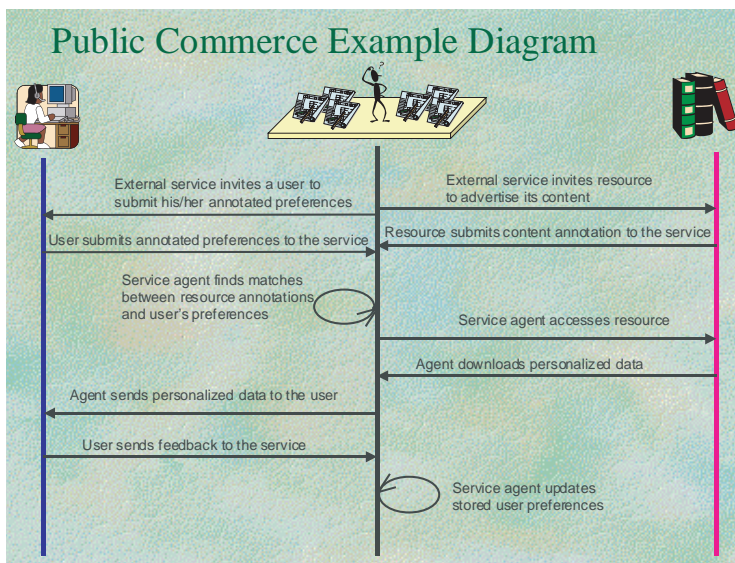 Public Commerce Example Diagram
?
External service invites a user to
submit his/her annotated preferences
External service invites resource
to advertise its content
User submits annotated preferences to the service
Resource submits content annotation to the service
Service agent finds matches
between resource annotations
and user's preferences
Service agent accesses resource
Agent downloads personalized data
Agent sends personalized data to the user
User sends feedback to the service
Service agent updates
stored user preferences